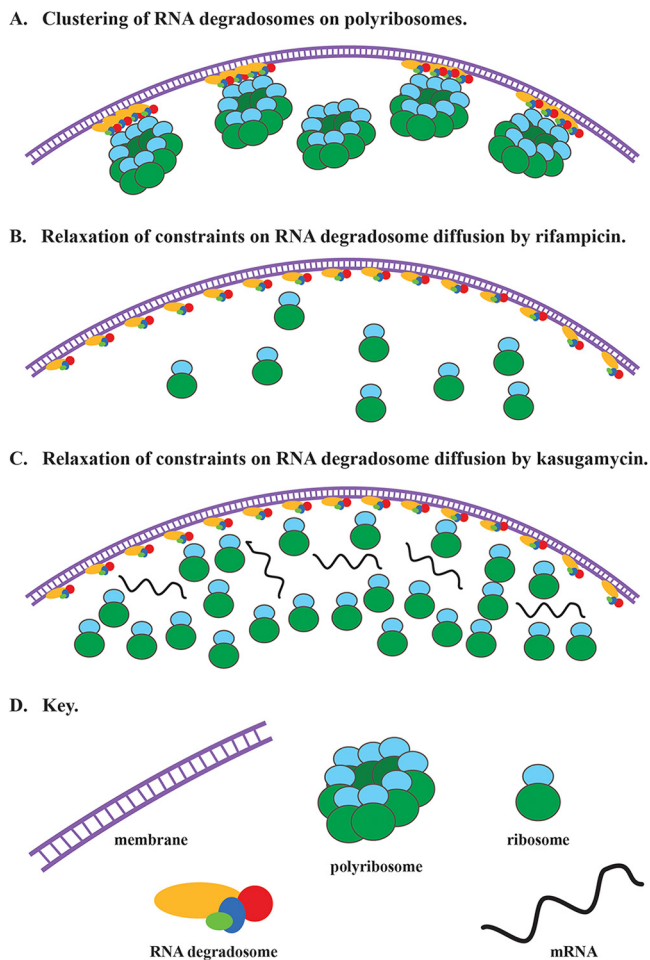 A. Clustering of RNA degradosomes on polyribosomes.
B. Relaxation of constraints on RNA degradosome diffusion by rifampicin.
C. Relaxation of constraints on RNA degradosome diffusion by kasugamycin.
D. Key.
membrane
polyribosome
ribosome
RNA degradosome
mRNA